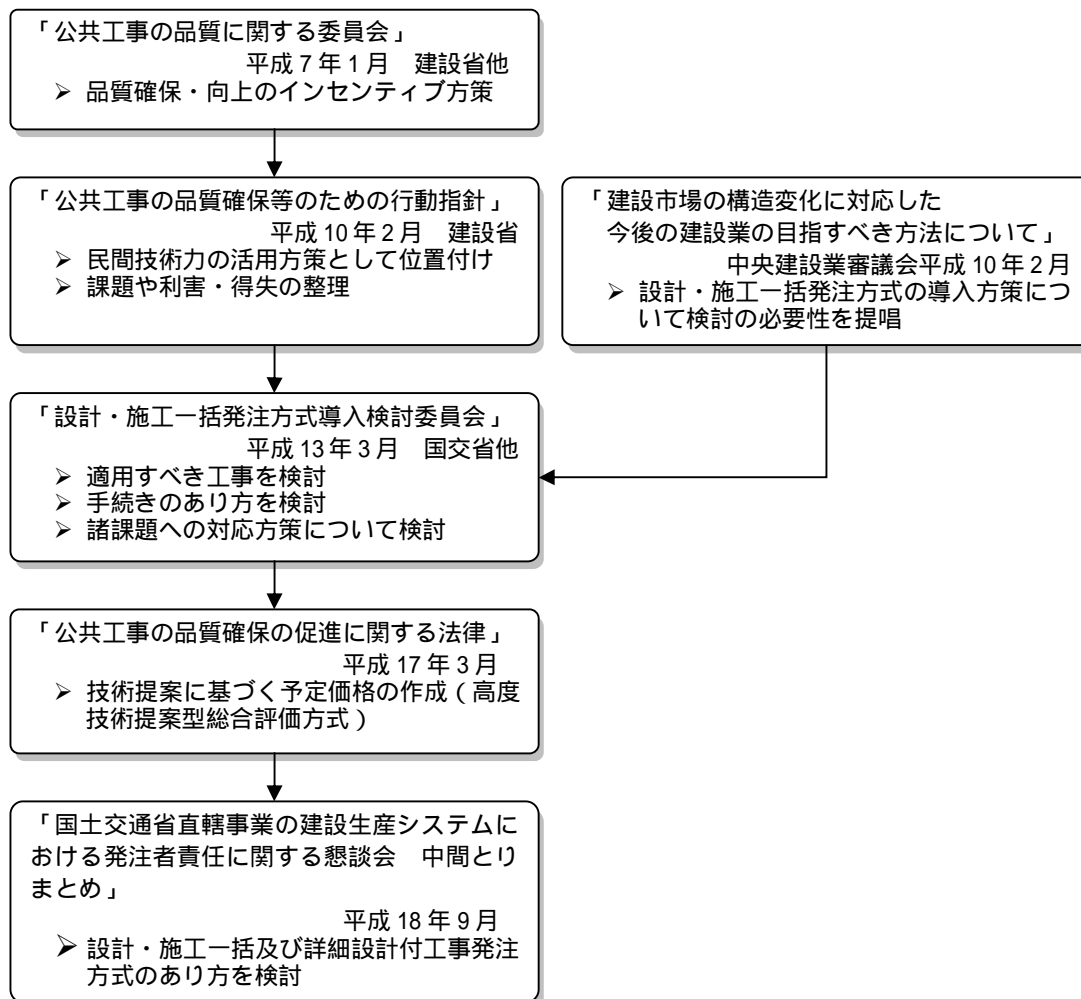 「公共工事の品質に関する委員会」
平成7年1月　建設省他
➢ 品質確保・向上のインセンティブ方策
「公共工事の品質確保等のための行動指針」
平成10年2月　建設省
➢ 民間技術力の活用方策として位置付け
➢ 課題や利害・得失の整理
「建設市場の構造変化に対応した
今後の建設業の目指すべき方法について」
中央建設業審議会平成10年2月
➢ 設計・施工一括発注方式の導入方策につ
いて検討の必要性を提唱
「設計・施工一括発注方式導入検討委員会」
平成13年3月　国交省他
➢ 適用すべき工事を検討
➢ 手続きのあり方を検討
➢ 諸課題への対応方策について検討
「公共工事の品質確保の促進に関する法律」
平成17年3月
➢ 技術提案に基づく予定価格の作成（高度
技術提案型総合評価方式）
「国土交通省直轄事業の建設生産システムに
おける発注者責任に関する懇談会　中間とり
まとめ」
平成18年9月
➢ 設計・施工一括及び詳細設計付工事発注
方式のあり方を検討